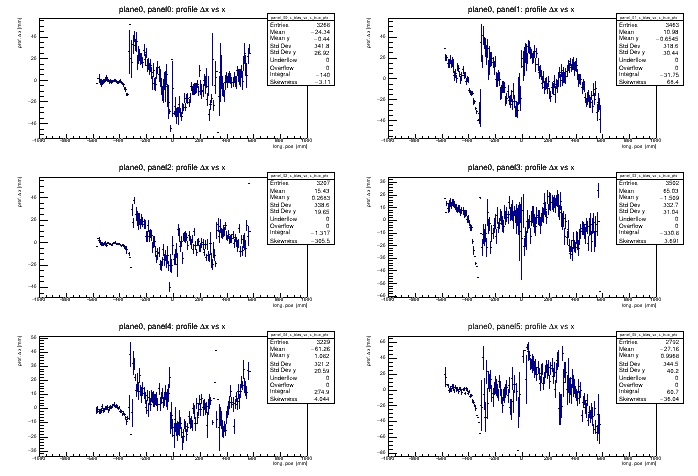 plane0, panel0: profile Δx vs x
Entries 3266
Mean −24.34
Mean y −0.44
Std Dev 341.8
Std Dev y 26.92
Underflow 0
Overflow 0
Integral −140
Skewness −3.11
long. pos [mm]
plane0, panel1: profile Δx vs x
Entries 3463
Mean 10.98
Mean y −0.6545
Std Dev 318.6
Std Dev y 30.44
Underflow 0
Overflow 0
Integral −31.75
Skewness 68.4
long. pos [mm]
plane0, panel2: profile Δx vs x
Entries 3207
Mean 15.43
Mean y 0.2683
Std Dev 338.6
Std Dev y 19.65
Underflow 0
Overflow 0
Integral −1.317
Skewness −305.5
long. pos [mm]
plane0, panel3: profile Δx vs x
Entries 3502
Mean 65.03
Mean y −1.509
Std Dev 332.7
Std Dev y 31.04
Underflow 0
Overflow 0
Integral −330.8
Skewness 3.691
long. pos [mm]
plane0, panel4: profile Δx vs x
Entries 3229
Mean −61.26
Mean y 1.082
Std Dev 321.2
Std Dev y 20.59
Underflow 0
Overflow 0
Integral 274.9
Skewness 4.044
long. pos [mm]
plane0, panel5: profile Δx vs x
Entries 2792
Mean −27.16
Mean y 0.9988
Std Dev 344.5
Std Dev y 40.2
Underflow 0
Overflow 0
Integral 60.7
Skewness −36.04
long. pos [mm]